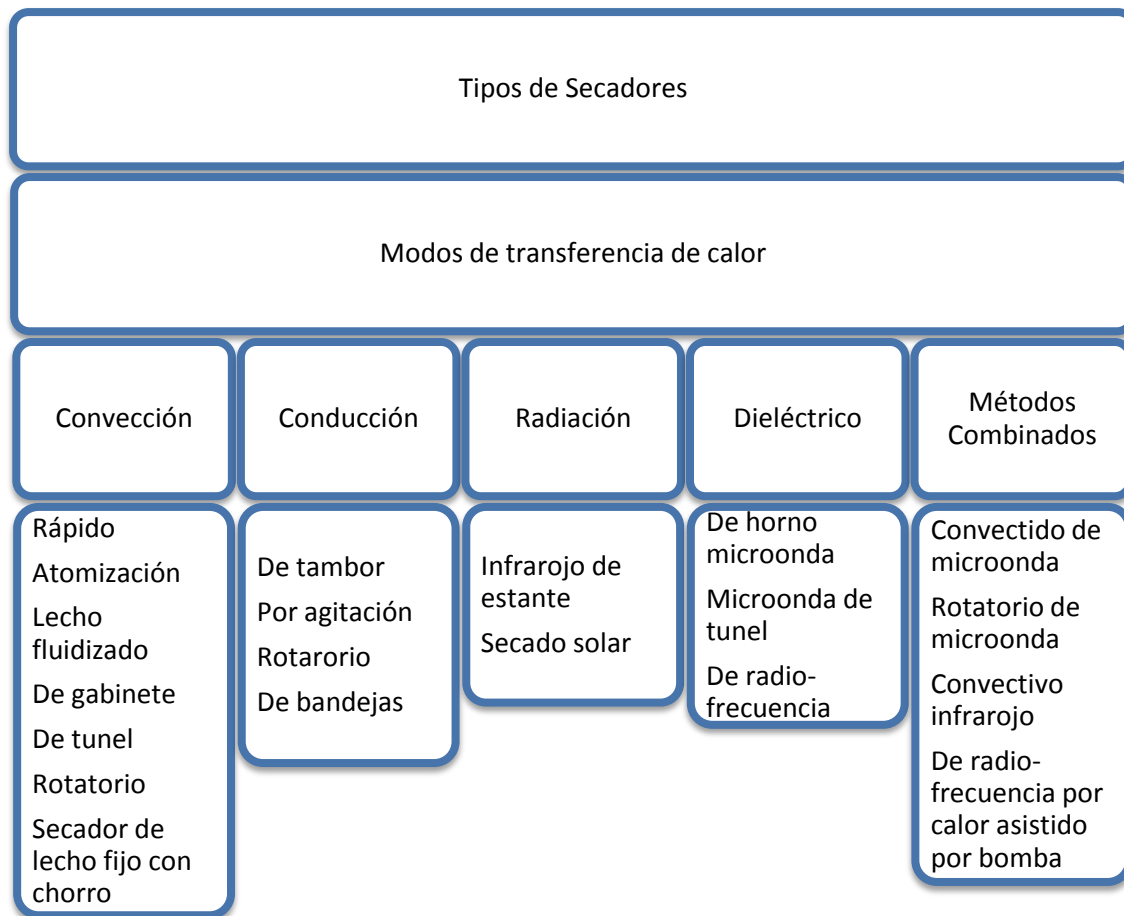 Tipos de Secadores
Modos de transferencia de calor
Convección
Conducción
Radiación
Dieléctrico
Métodos
Combinados
Rápido
Atomización
Lecho
fluidizado
De gabinete
De tunel
Rotatorio
Secador de
lecho fijo con
chorro
De tambor
Por agitación
Rotarorio
De bandejas
Infrarojo de
estante
Secado solar
De horno
microonda
Microonda de
tunel
De radio-
frecuencia
Convectido de
microonda
Rotatorio de
microonda
Convectivo
infrarojo
De radio-
frecuencia por
calor asistido
por bomba